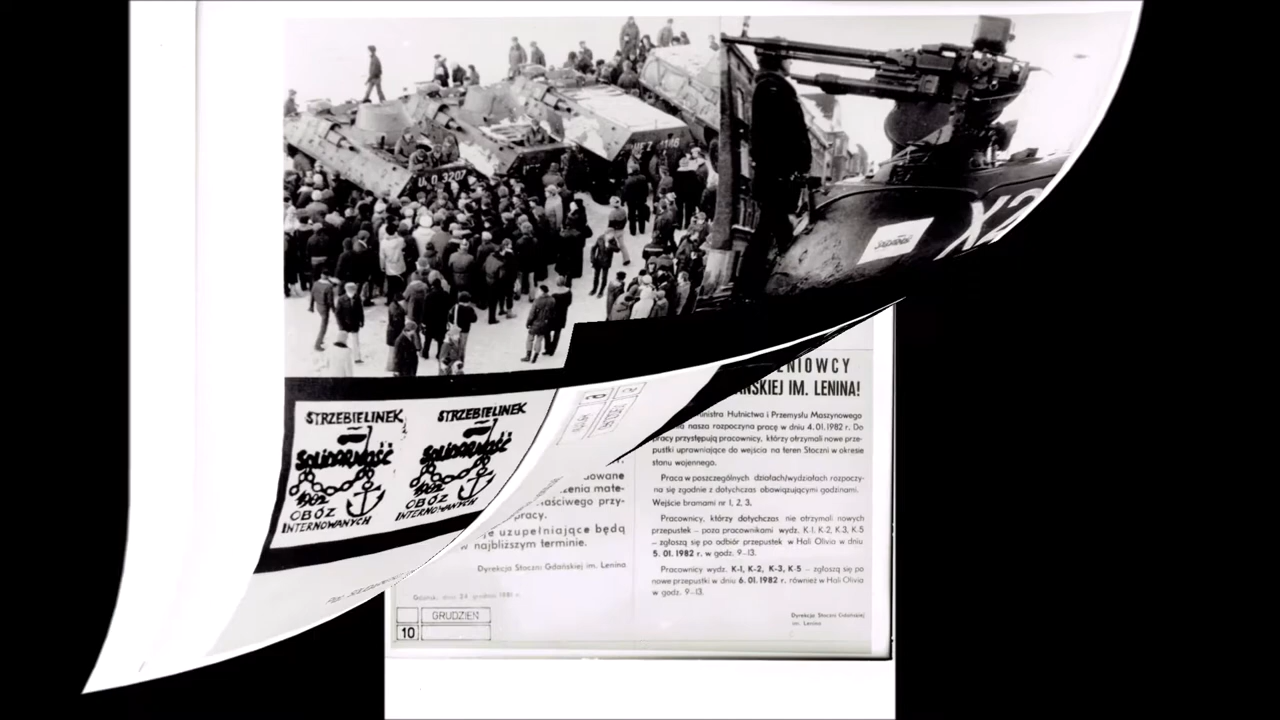 U.O.3207
X2
STRZEBIELINEK
SOLIDARNOŚĆ
1982
OBÓZ
INTERNOWANYCH
STRZEBIELINEK
SOLIDARNOŚĆ
1982
OBÓZ
INTERNOWANYCH
enia mate-
aściwego przy-
pracy.
uzupełniające będą
w najbliższym terminie.
Dyrekcja Stoczni Gdańskiej im. Lenina
Gdańsk, dnia 24 grudnia 1981 r.
GRUDZIEŃ
10
NIOWCY
AŃSKIEJ IM. LENINA!
inistra Hutnictwa i Przemysłu Maszynowego
nasza rozpoczyna pracę w dniu 4.01.1982 r. Do
pracy przystępują pracownicy, którzy otrzymali nowe prze-
pustki uprawniające do wejścia na teren Stoczni w okresie
stanu wojennego.
Praca w poszczególnych działach/wydziałach rozpoczy-
na się zgodnie z dotychczas obowiązującymi godzinami.
Wejście bramami nr 1, 2, 3.
Pracownicy, którzy dotychczas nie otrzymali nowych
przepustek – poza pracownikami wydz. K-1, K-2, K-3, K-5
– zgłoszą się po odbiór przepustek w Hali Olivia w dniu
5. 01. 1982 r. w godz. 9–13.
Pracownicy wydz. K-1, K-2, K-3, K-5 – zgłoszą się po
nowe przepustki w dniu 6.01.1982 r. również w Hali Olivia
w godz. 9–13.
Dyrekcja Stoczni Gdańskiej
im. Lenina